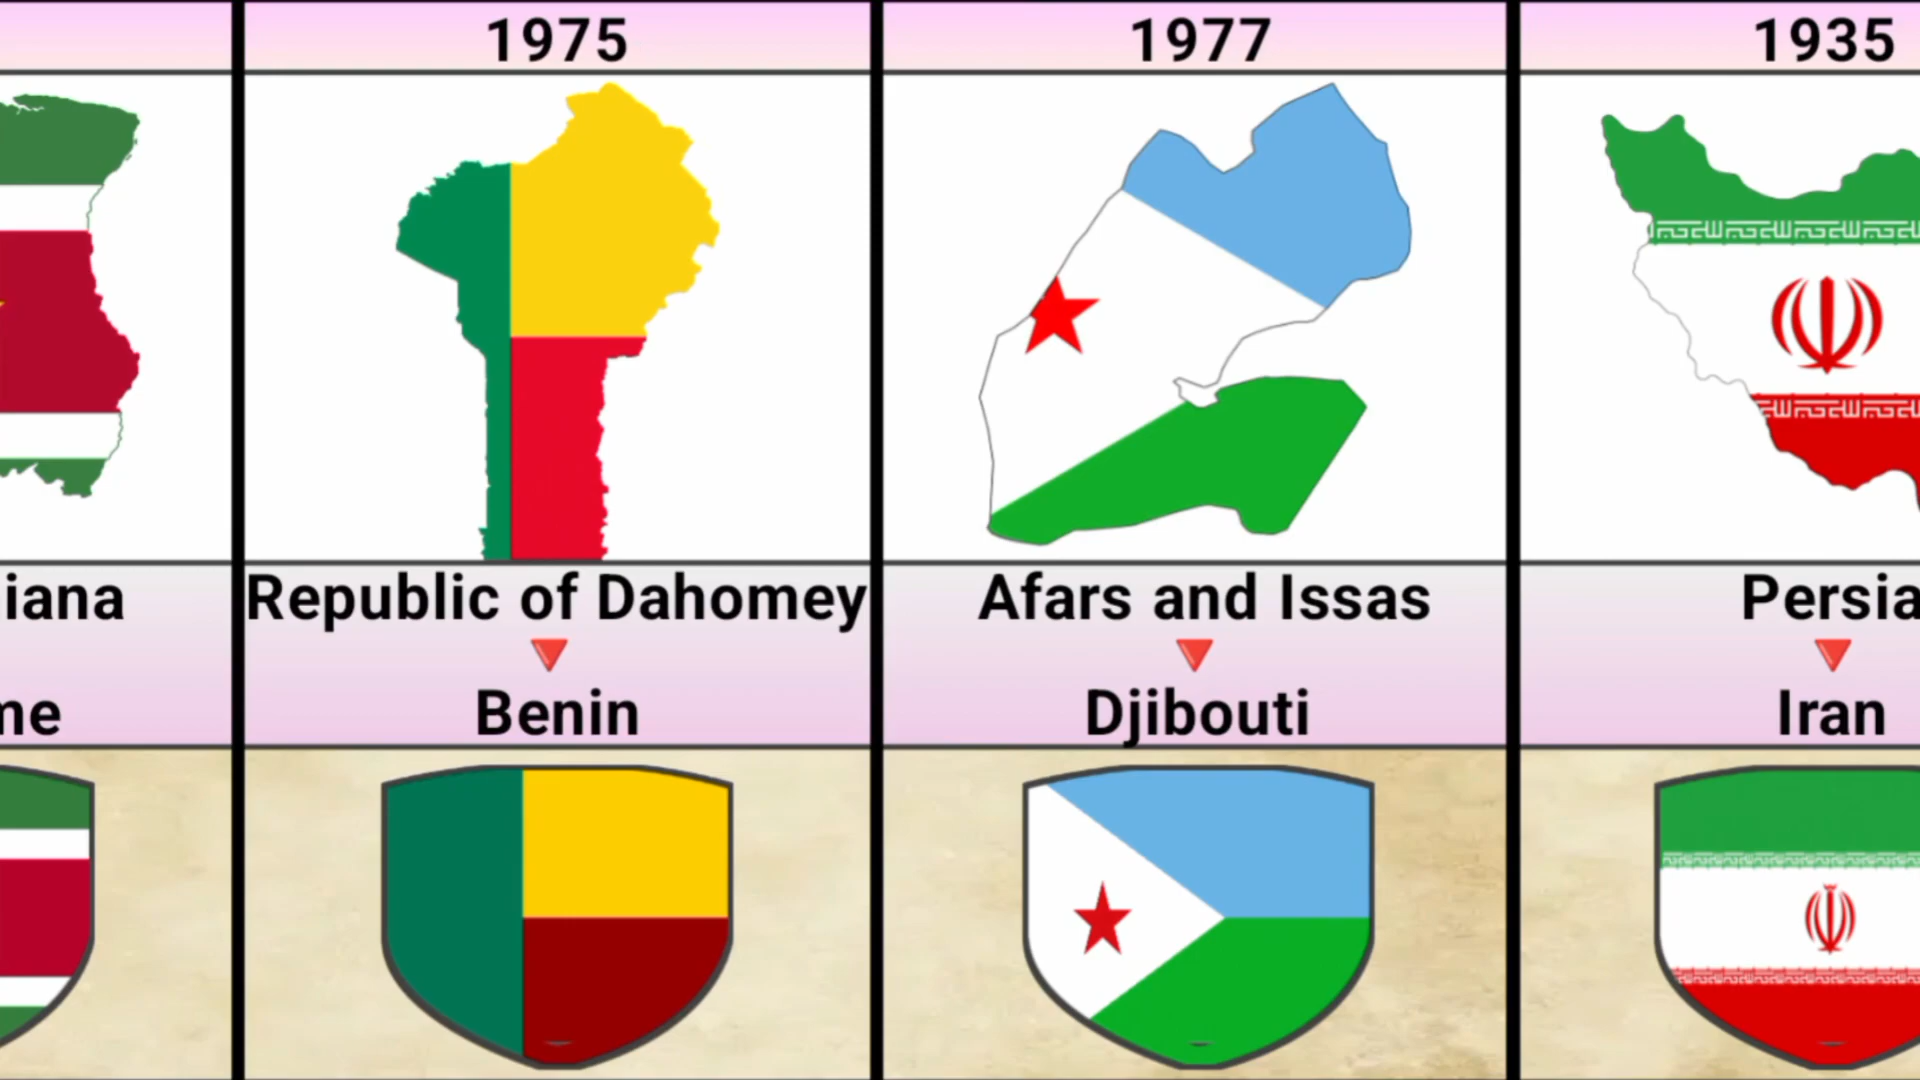 1975
1977
1935
iana
me
Republic of Dahomey
Benin
Afars and Issas
Djibouti
Persia
Iran